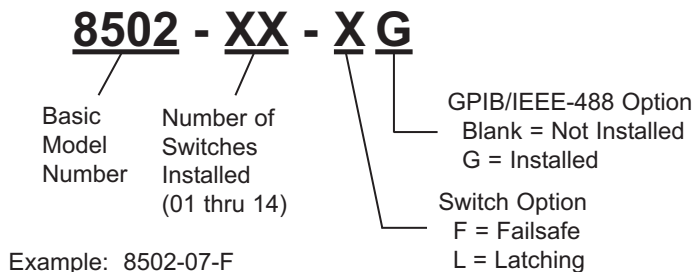 8502 - XX - X G
Basic
Model
Number
Number of
Switches
Installed
(01 thru 14)
GPIB/IEEE-488 Option
Blank = Not Installed
G = Installed
Switch Option
F = Failsafe
L = Latching
Example: 8502-07-F